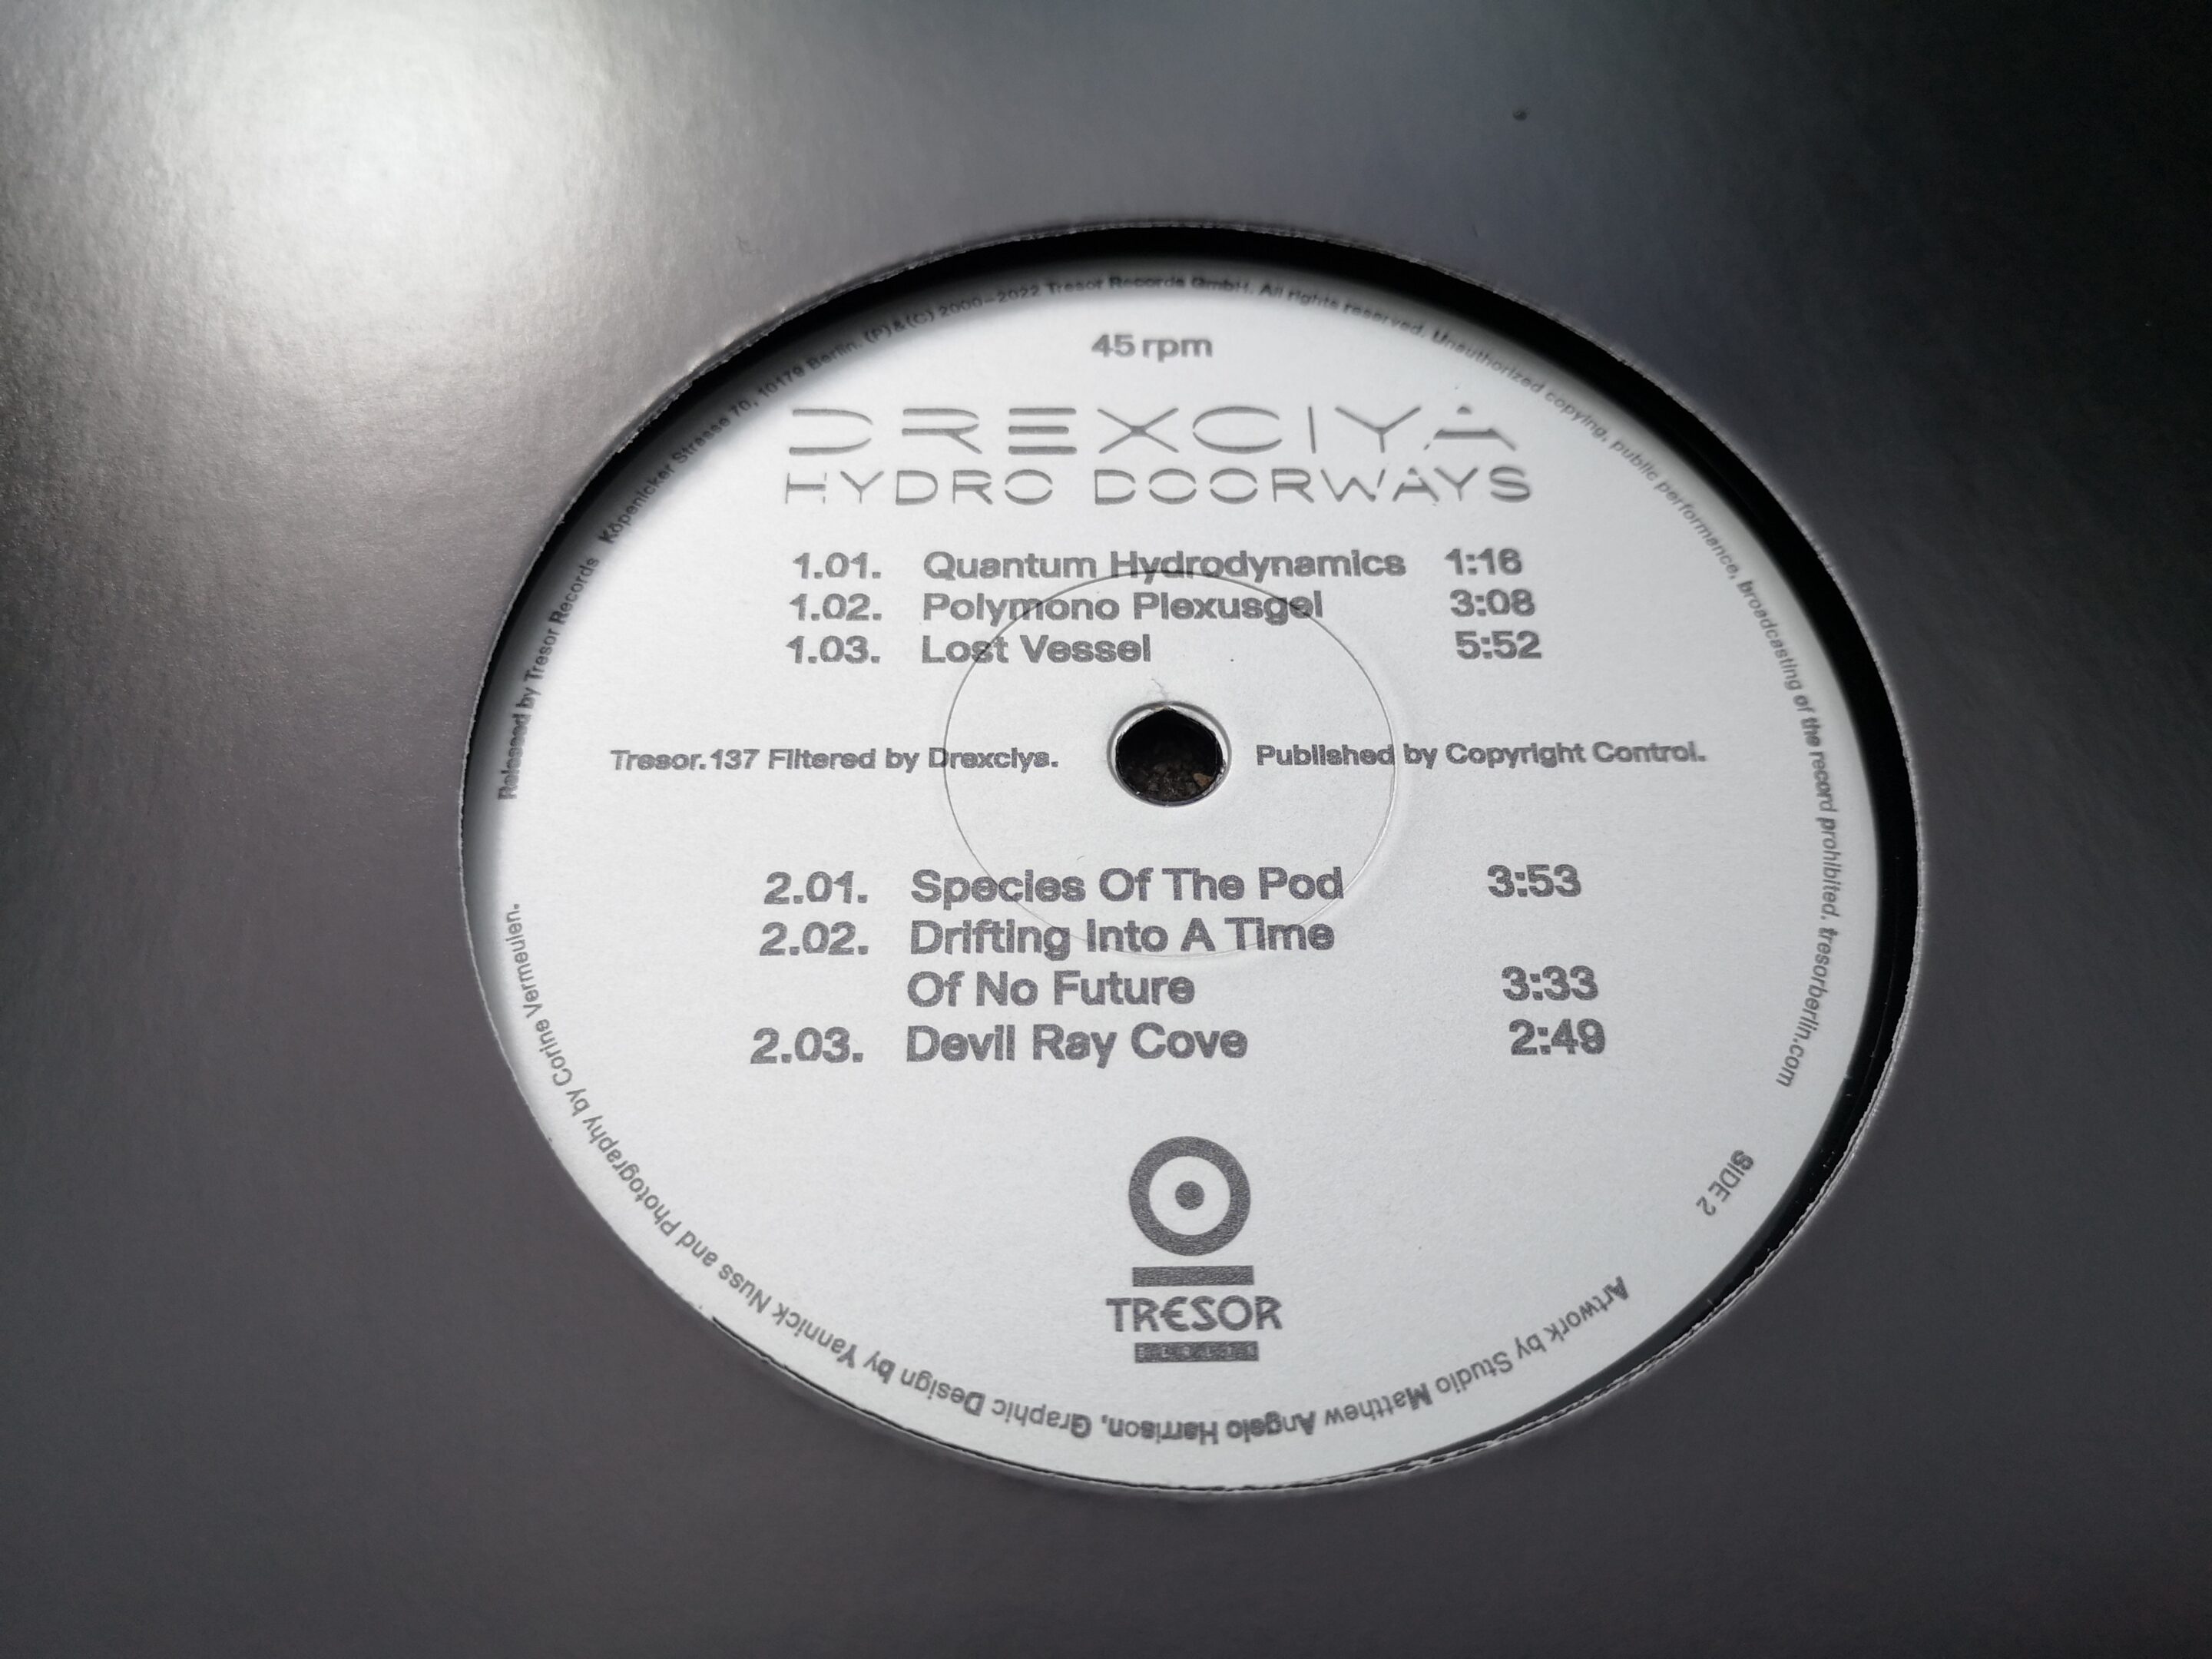 45 rpm
DREXCIYA
HYDRO DOORWAYS
1.01. Quantum Hydrodynamics 1:16
1.02. Polymono Plexusgel 3:08
1.03. Lost Vessel 5:52
Tresor.137 Filtered by Drexciya. Published by Copyright Control.
2.01. Species Of The Pod 3:53
2.02. Drifting Into A Time
Of No Future 3:33
2.03. Devil Ray Cove 2:49
TRESOR
Released by Tresor Records Köpenicker Strasse 70, 10179 Berlin. (P)&(C) 2000–2022 Tresor Records GmbH. All rights reserved. Unauthorized copying, public performance, broadcasting of the record prohibited. tresorberlin.com
SIDE 2
Artwork by Studio Matthew Angelo Harrison, Graphic Design by Yannick Nuss and Photography by Corine Vermeulen.